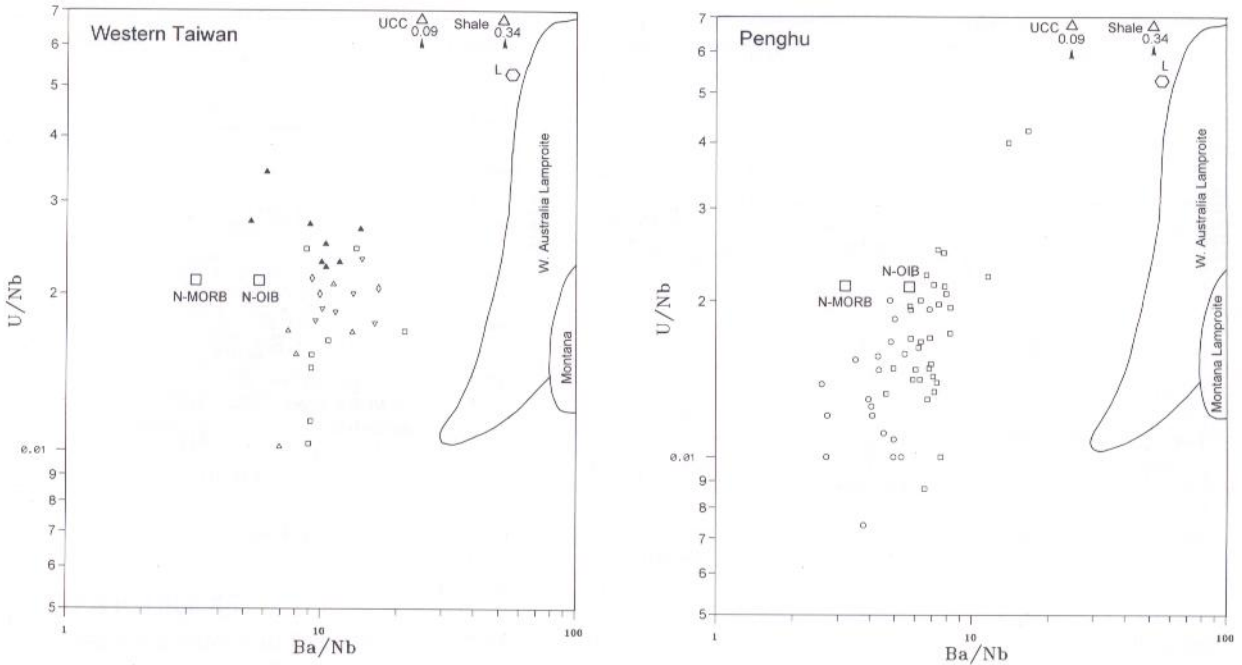 Western Taiwan
UCC
0.09
Shale
0.34
L
W. Australia Lamproite
Montana
N-MORB
N-OIB
7
6
5
4
3
2
0.01
9
8
7
6
5
1
10
100
U/Nb
Ba/Nb
Penghu
UCC
0.09
Shale
0.34
L
W. Australia Lamproite
Montana Lamproite
N-OIB
N-MORB
7
6
5
4
3
2
0.01
9
8
7
6
5
1
10
100
U/Nb
Ba/Nb